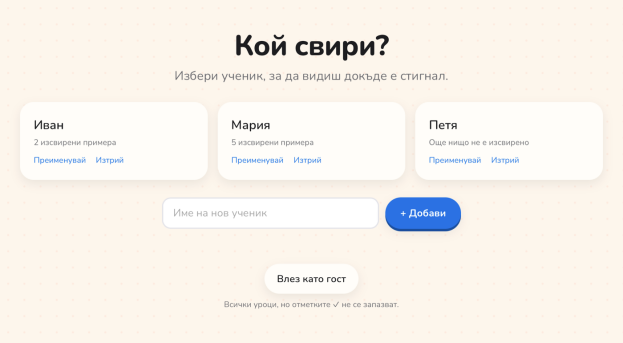 Кой свири?
Избери ученик, за да видиш докъде е стигнал.
Иван
2 изсвирени примера
Преименувай Изтрий
Мария
5 изсвирени примера
Преименувай Изтрий
Петя
Още нищо не е изсвирено
Преименувай Изтрий
Име на нов ученик
+ Добави
Влез като гост
Всички уроци, но отметките ✓ не се запазват.